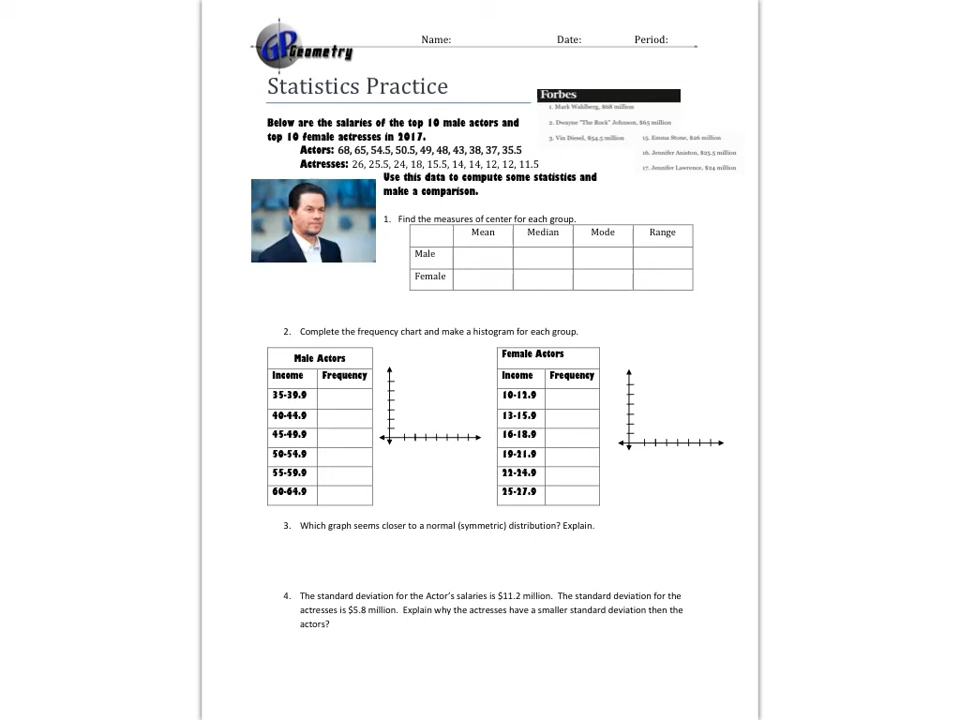 GP Geometry
Name: Date: Period:
Statistics Practice
Forbes
1. Mark Wahlberg, $68 million
2. Dwayne "The Rock" Johnson, $65 million
3. Vin Diesel, $54.5 million
15. Emma Stone, $26 million
16. Jennifer Aniston, $25.5 million
17. Jennifer Lawrence, $24 million
Below are the salaries of the top 10 male actors and
top 10 female actresses in 2017.
Actors: 68, 65, 54.5, 50.5, 49, 48, 43, 38, 37, 35.5
Actresses: 26, 25.5, 24, 18, 15.5, 14, 14, 12, 12, 11.5
Use this data to compute some statistics and
make a comparison.
1. Find the measures of center for each group.
Mean Median Mode Range
Male
Female
2. Complete the frequency chart and make a histogram for each group.
Male Actors
Income Frequency
35-39.9
40-44.9
45-49.9
50-54.9
55-59.9
60-64.9
Female Actors
Income Frequency
10-12.9
13-15.9
16-18.9
19-21.9
22-24.9
25-27.9
3. Which graph seems closer to a normal (symmetric) distribution? Explain.
4. The standard deviation for the Actor's salaries is $11.2 million. The standard deviation for the
actresses is $5.8 million. Explain why the actresses have a smaller standard deviation then the
actors?